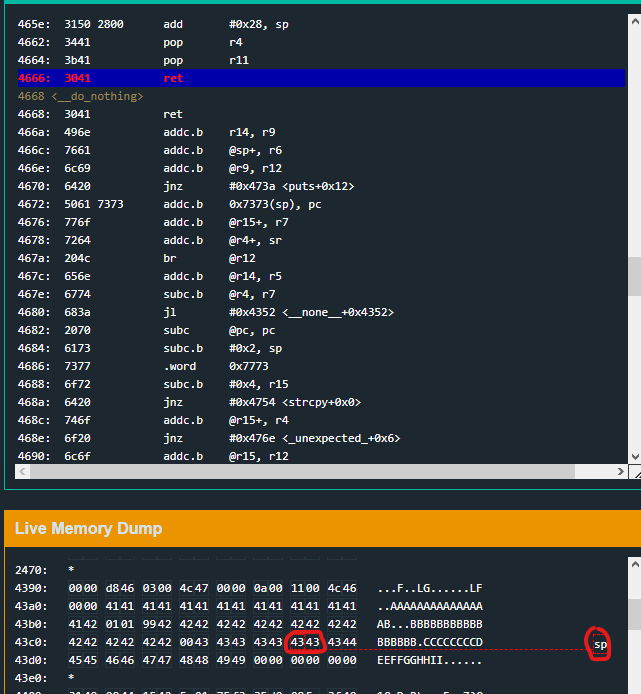 465e: 3150 2800 add #0x28, sp
4662: 3441 pop r4
4664: 3b41 pop r11
4666: 3041 ret
4668 <__do_nothing>
4668: 3041 ret
466a: 496e addc.b r14, r9
466c: 7661 addc.b @sp+, r6
466e: 6c69 addc.b @r9, r12
4670: 6420 jnz #0x473a <puts+0x12>
4672: 5061 7373 addc.b 0x7373(sp), pc
4676: 776f addc.b @r15+, r7
4678: 7264 addc.b @r4+, sr
467a: 204c br @r12
467c: 656e addc.b @r14, r5
467e: 6774 subc.b @r4, r7
4680: 683a jl #0x4352 <__none__+0x4352>
4682: 2070 subc @pc, pc
4684: 6173 subc.b #0x2, sp
4686: 7377 .word 0x7773
4688: 6f72 subc.b #0x4, r15
468a: 6420 jnz #0x4754 <strcpy+0x0>
468c: 746f addc.b @r15+, r4
468e: 6f20 jnz #0x476e <_unexpected_+0x6>
4690: 6c6f addc.b @r15, r12
Live Memory Dump
2470: *
4390: 0000 d846 0300 4c47 0000 0a00 1100 4c46 ...F..LG......LF
43a0: 0000 4141 4141 4141 4141 4141 4141 4141 ..AAAAAAAAAAAAAA
43b0: 4142 0101 9942 4242 4242 4242 4242 4242 AB...BBBBBBBBBBB
43c0: 4242 4242 4242 0043 4343 4343 4343 4344 BBBBBB.CCCCCCCCD
sp
43d0: 4545 4646 4747 4848 4949 0000 0000 0000 EEFFGGHHII......
43e0: *